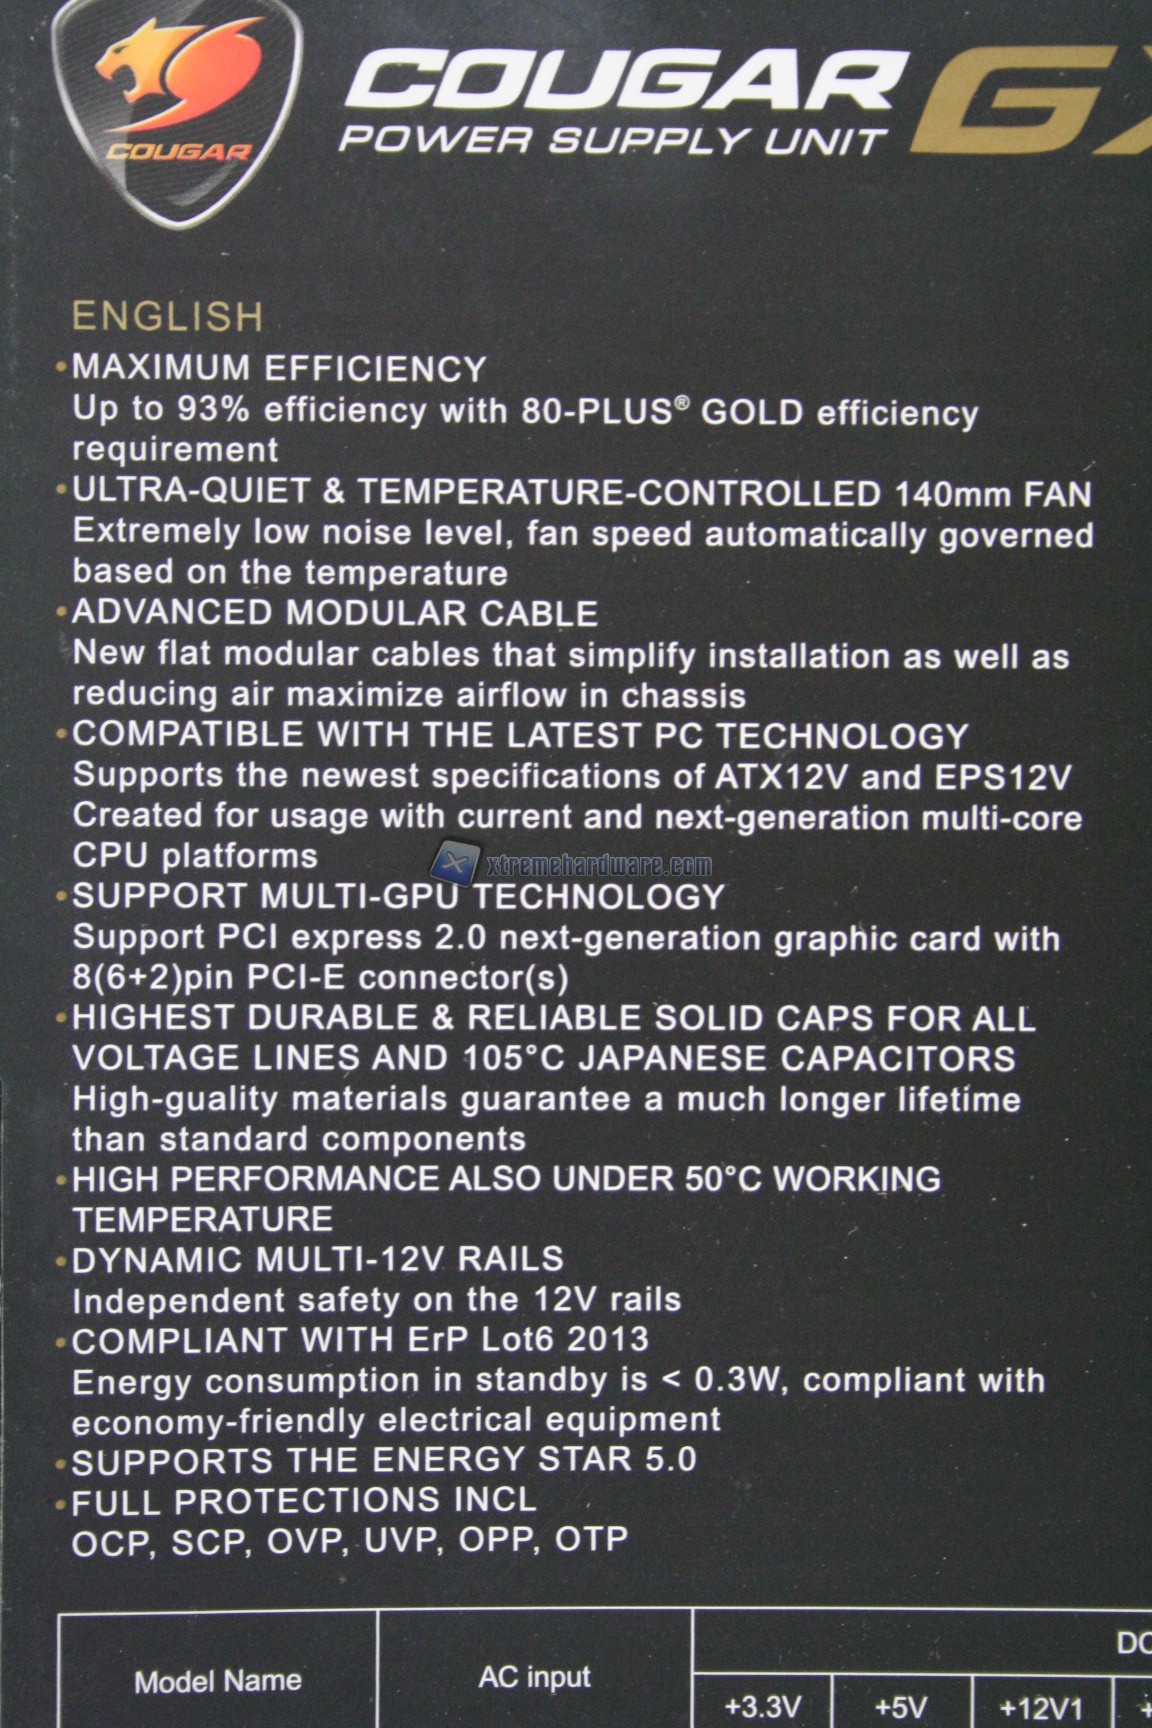 COUGAR
COUGAR G
POWER SUPPLY UNIT
ENGLISH
•MAXIMUM EFFICIENCY
Up to 93% efficiency with 80-PLUS® GOLD efficiency
requirement
•ULTRA-QUIET & TEMPERATURE-CONTROLLED 140mm FAN
Extremely low noise level, fan speed automatically governed
based on the temperature
•ADVANCED MODULAR CABLE
New flat modular cables that simplify installation as well as
reducing air maximize airflow in chassis
•COMPATIBLE WITH THE LATEST PC TECHNOLOGY
Supports the newest specifications of ATX12V and EPS12V
Created for usage with current and next-generation multi-core
CPU platforms
xtremehardware.com
•SUPPORT MULTI-GPU TECHNOLOGY
Support PCI express 2.0 next-generation graphic card with
8(6+2)pin PCI-E connector(s)
•HIGHEST DURABLE & RELIABLE SOLID CAPS FOR ALL
VOLTAGE LINES AND 105°C JAPANESE CAPACITORS
High-guality materials guarantee a much longer lifetime
than standard components
•HIGH PERFORMANCE ALSO UNDER 50°C WORKING
TEMPERATURE
•DYNAMIC MULTI-12V RAILS
Independent safety on the 12V rails
•COMPLIANT WITH ErP Lot6 2013
Energy consumption in standby is < 0.3W, compliant with
economy-friendly electrical equipment
•SUPPORTS THE ENERGY STAR 5.0
•FULL PROTECTIONS INCL
OCP, SCP, OVP, UVP, OPP, OTP
Model Name
AC input
DC
+3.3V +5V +12V1 +